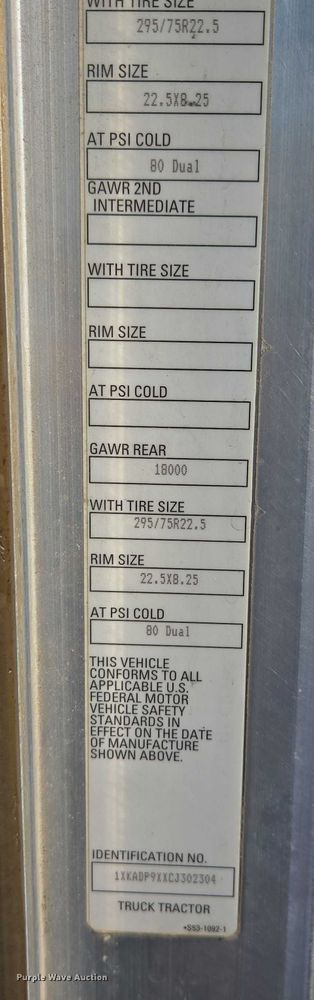 WITH TIRE SIZE
295/75R22.5
RIM SIZE
22.5X8.25
AT PSI COLD
80 Dual
GAWR 2ND
INTERMEDIATE
WITH TIRE SIZE
RIM SIZE
AT PSI COLD
GAWR REAR
18000
WITH TIRE SIZE
295/75R22.5
RIM SIZE
22.5X8.25
AT PSI COLD
80 Dual
THIS VEHICLE
CONFORMS TO ALL
APPLICABLE U.S.
FEDERAL MOTOR
VEHICLE SAFETY
STANDARDS IN
EFFECT ON THE DATE
OF MANUFACTURE
SHOWN ABOVE.
IDENTIFICATION NO.
1XKADP9XXCJ302304
TRUCK TRACTOR
•S53-1092-1
Purple Wave Auction